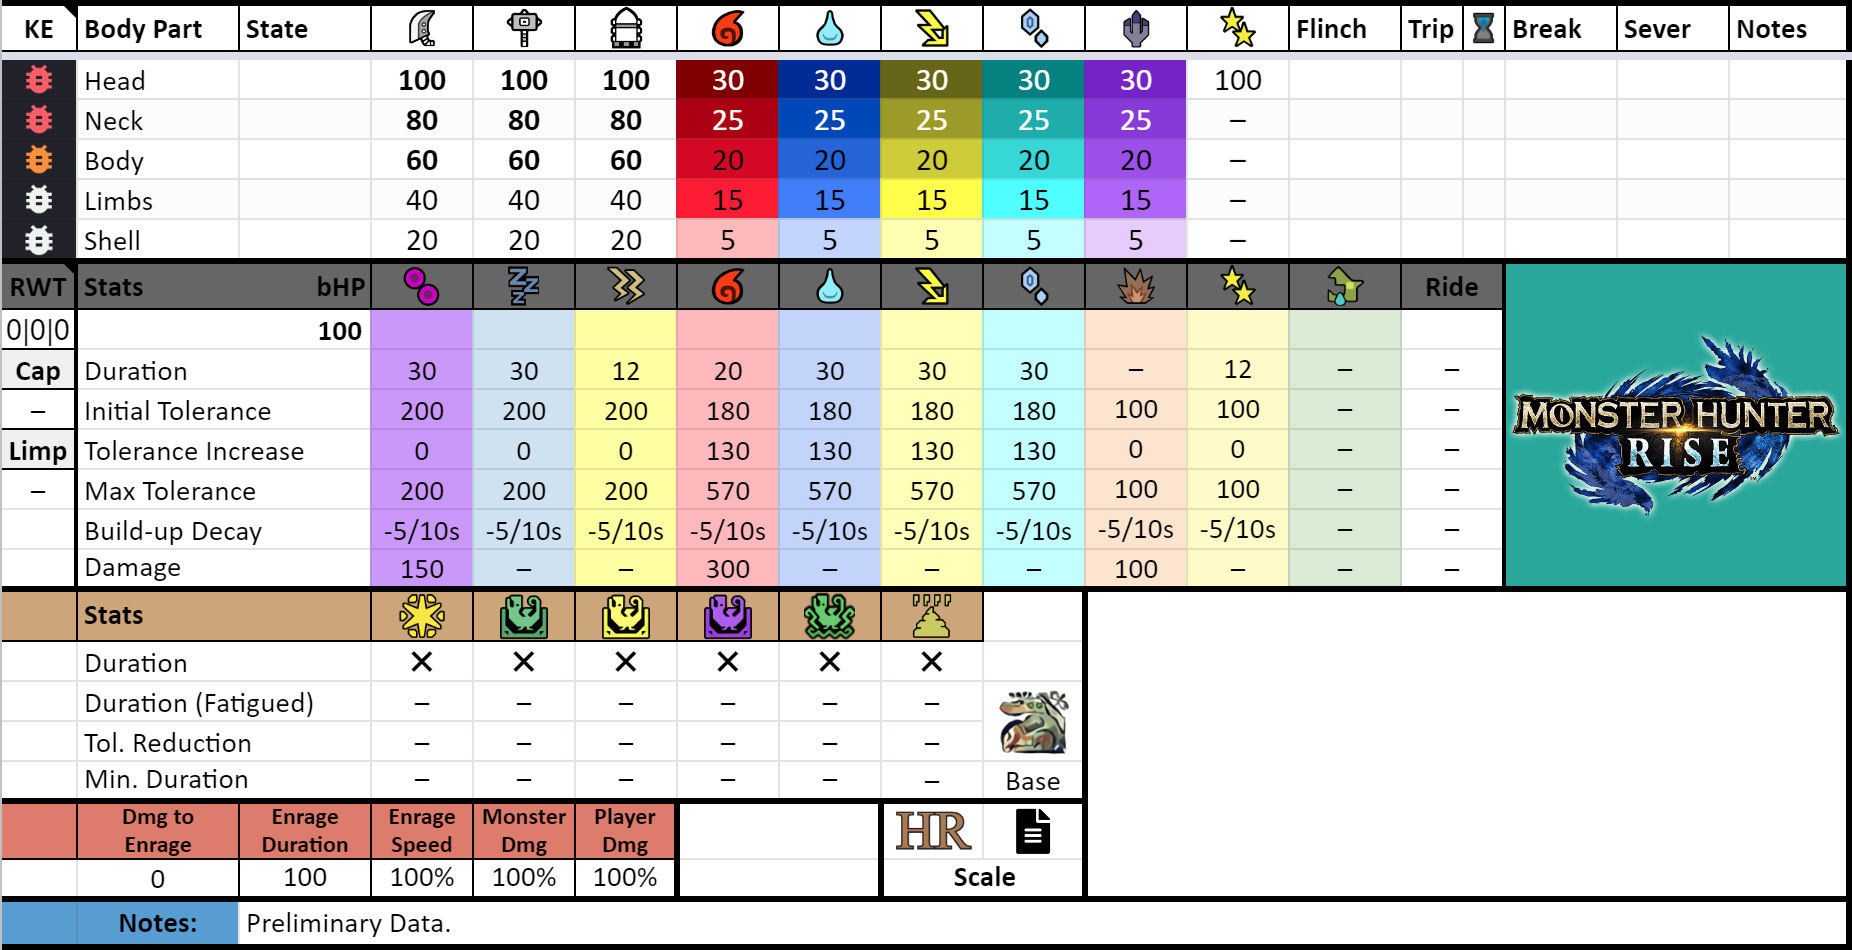 KE Body Part State Flinch Trip Break Sever Notes
Head 100 100 100 30 30 30 30 30 100
Neck 80 80 80 25 25 25 25 25 –
Body 60 60 60 20 20 20 20 20 –
Limbs 40 40 40 15 15 15 15 15 –
Shell 20 20 20 5 5 5 5 5 –
RWT Stats bHP Ride
0|0|0 100
Cap Duration 30 30 12 20 30 30 30 – 12 – –
– Initial Tolerance 200 200 200 180 180 180 180 100 100 – –
Limp Tolerance Increase 0 0 0 130 130 130 130 0 0 – –
– Max Tolerance 200 200 200 570 570 570 570 100 100 – –
Build-up Decay -5/10s -5/10s -5/10s -5/10s -5/10s -5/10s -5/10s -5/10s -5/10s – –
Damage 150 – – 300 – – – 100 – – –
MONSTER HUNTER
RISE
Stats
Duration ✕ ✕ ✕ ✕ ✕ ✕
Duration (Fatigued) – – – – – –
Tol. Reduction – – – – – –
Min. Duration – – – – – – Base
Dmg to Enrage Enrage Duration Enrage Speed Monster Dmg Player Dmg HR
0 100 100% 100% 100% Scale
Notes: Preliminary Data.